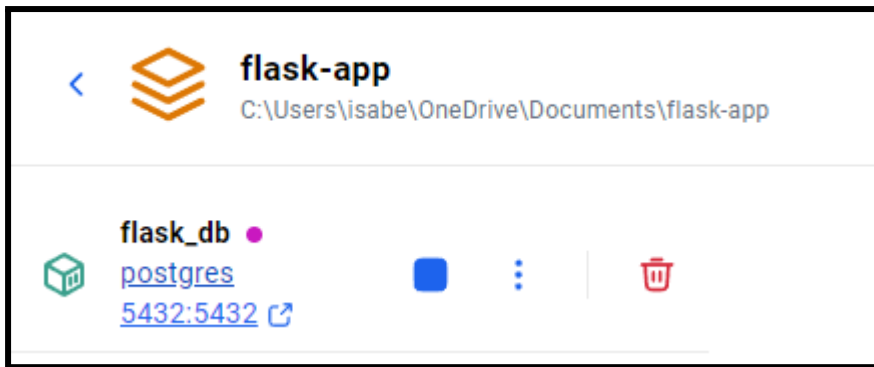 flask-app
C:\Users\isabe\OneDrive\Documents\flask-app
flask_db
postgres
5432:5432